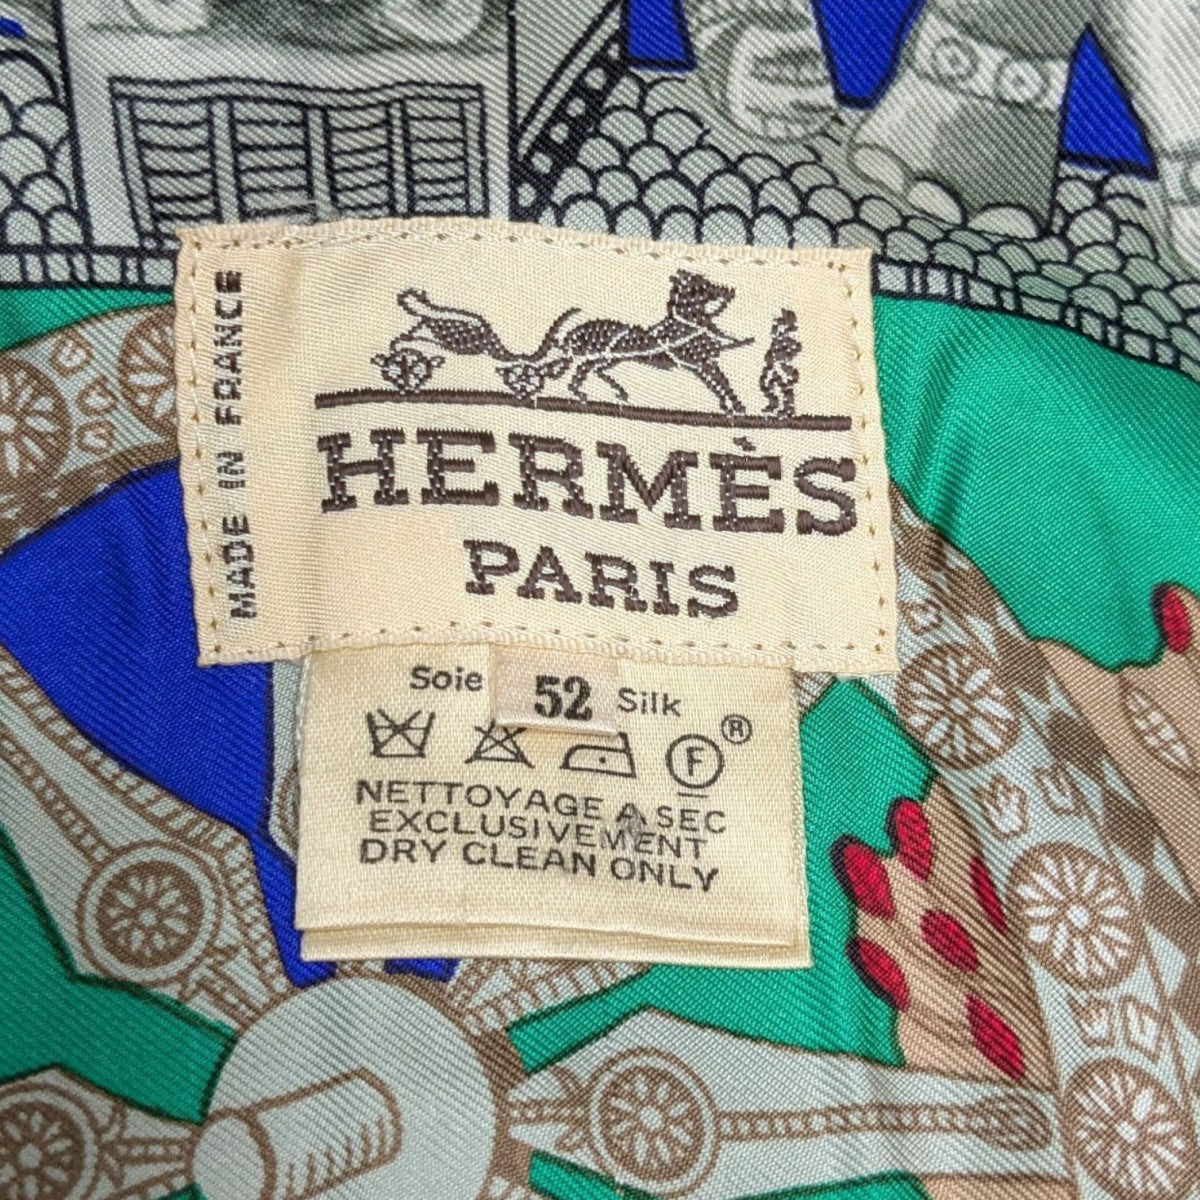 MADE IN FRANCE
HERMÈS
PARIS
Soie 52 Silk
F ®
NETTOYAGE A SEC
EXCLUSIVEMENT
DRY CLEAN ONLY